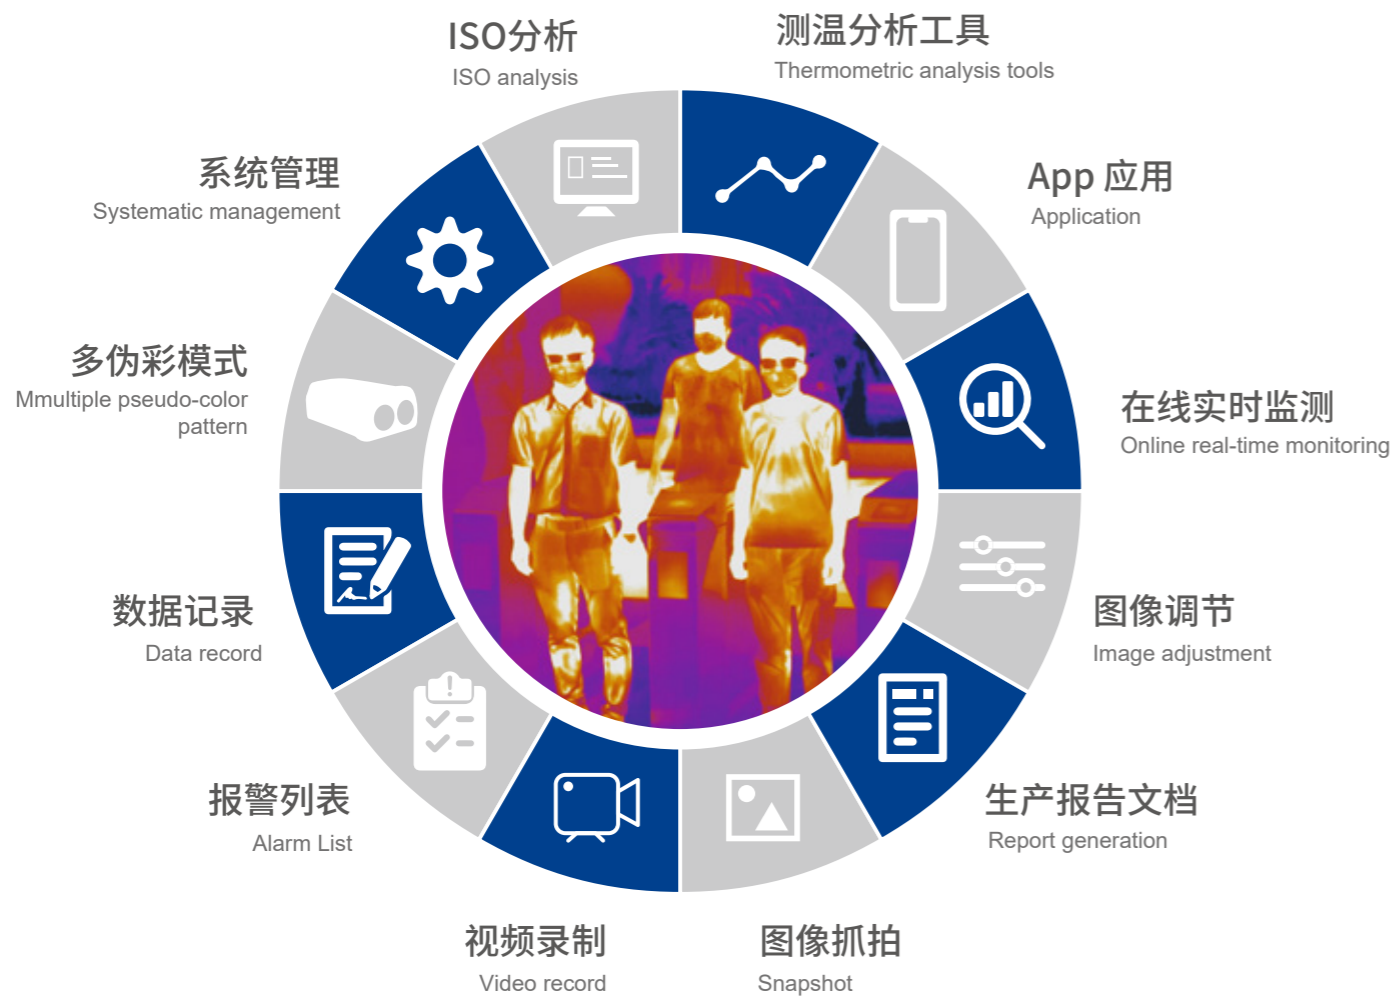 ISO分析
ISO analysis
测温分析工具
Thermometric analysis tools
App 应用
Application
在线实时监测
Online real-time monitoring
图像调节
Image adjustment
生产报告文档
Report generation
图像抓拍
Snapshot
视频录制
Video record
报警列表
Alarm List
数据记录
Data record
多伪彩模式
Mmultiple pseudo-color
pattern
系统管理
Systematic management